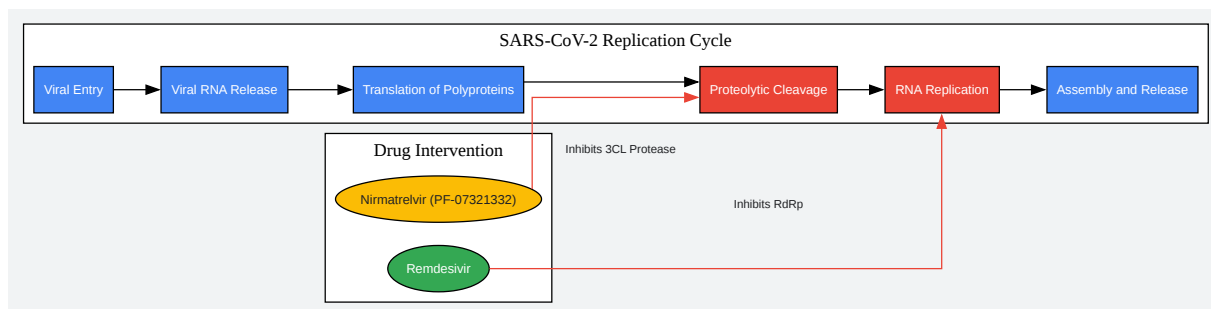 SARS-CoV-2 Replication Cycle
Viral Entry
Viral RNA Release
Translation of Polyproteins
Proteolytic Cleavage
RNA Replication
Assembly and Release
Drug Intervention
Inhibits 3CL Protease
Nirmatrelvir (PF-07321332)
Inhibits RdRp
Remdesivir